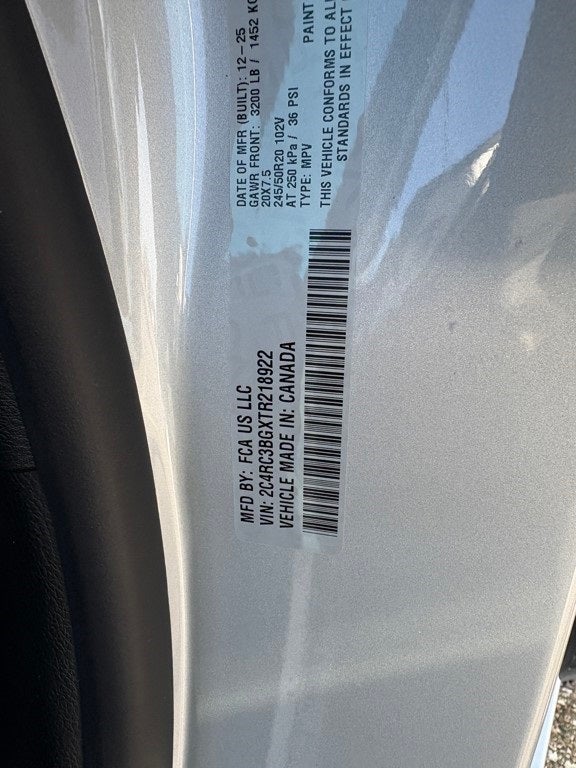 MFD BY: FCA US LLC
VIN: 2C4RC3BGXTR218922
VEHICLE MADE IN: CANADA
DATE OF MFR (BUILT): 12-25
GAWR FRONT: 3200 LB / 1452 KG
20X7.5
245/50R20 102V
AT 250 kPa / 36 PSI
TYPE: MPV
PAINT
THIS VEHICLE CONFORMS TO ALL
STANDARDS IN EFFECT